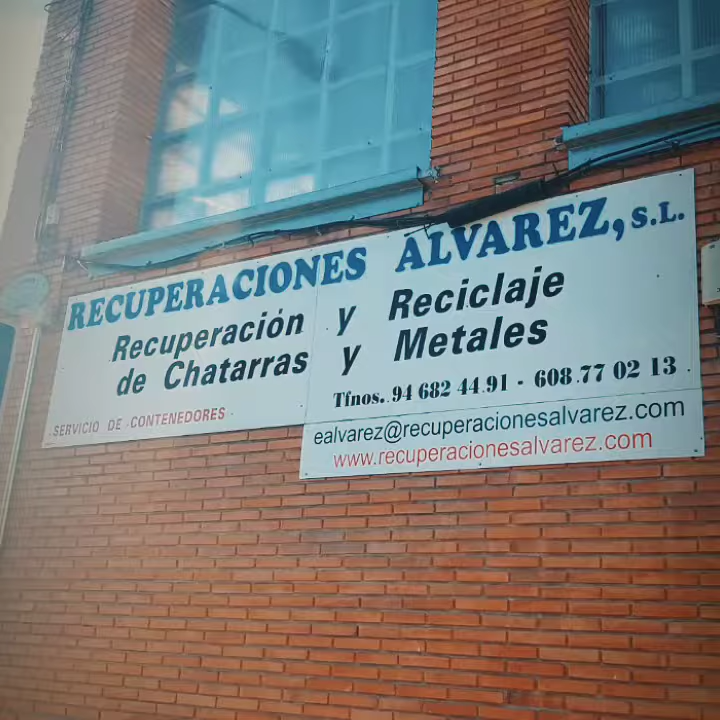 RECUPERACIONES ALVAREZ, S.L.
Recuperación y Reciclaje
de Chatarras y Metales
Tfnos. 94 682 44 91 - 608 77 02 13
SERVICIO DE CONTENEDORES
ealvarez@recuperacionesalvarez.com
www.recuperacionesalvarez.com